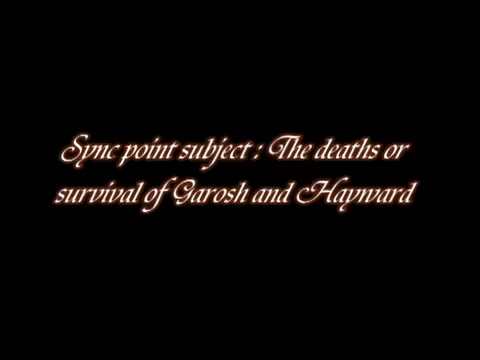 Sync point subject : The deaths or
survival of Garosh and Hayward